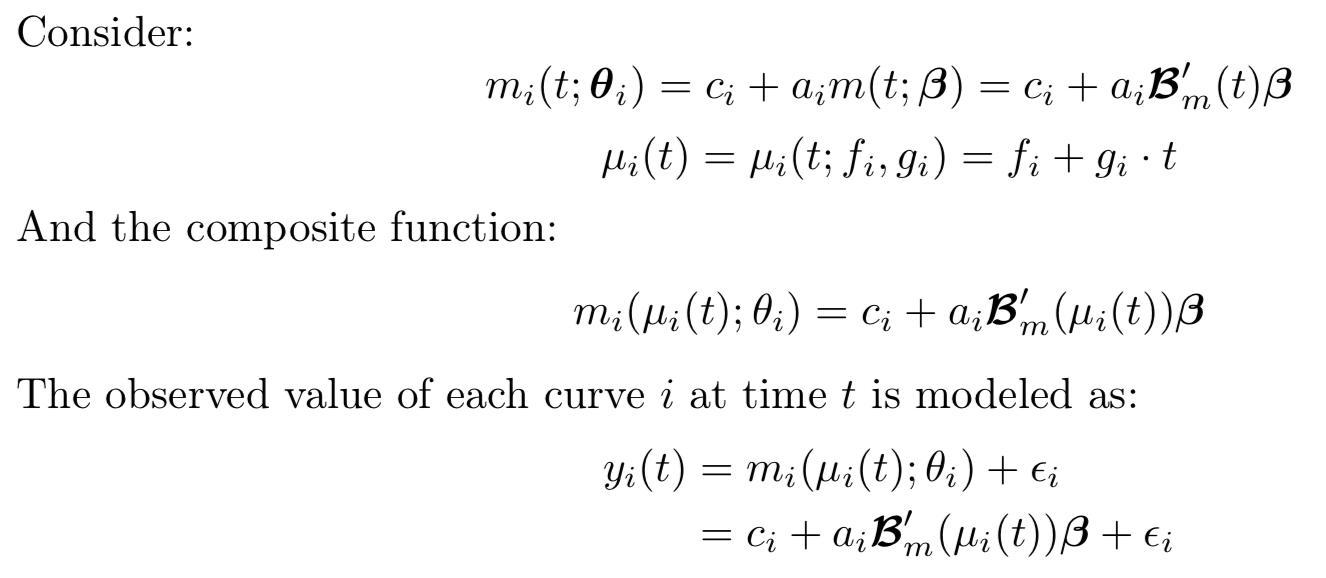 Consider:
m_i(t; θ_i) = c_i + a_i m(t; β) = c_i + a_i ℬ′_m(t)β
μ_i(t) = μ_i(t; f_i, g_i) = f_i + g_i · t
And the composite function:
m_i(μ_i(t); θ_i) = c_i + a_i ℬ′_m(μ_i(t))β
The observed value of each curve i at time t is modeled as:
y_i(t) = m_i(μ_i(t); θ_i) + ϵ_i
= c_i + a_i ℬ′_m(μ_i(t))β + ϵ_i